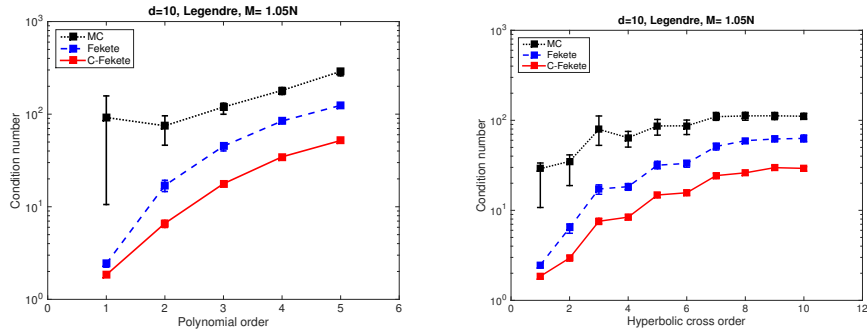 d=10, Legendre, M= 1.05N
MC
Fekete
C-Fekete
Condition number
10^3
10^2
10^1
10^0
0 1 2 3 4 5 6
Polynomial order
d=10, Legendre, M= 1.05N
MC
Fekete
C-Fekete
Condition number
10^3
10^2
10^1
10^0
0 2 4 6 8 10 12
Hyperbolic cross order